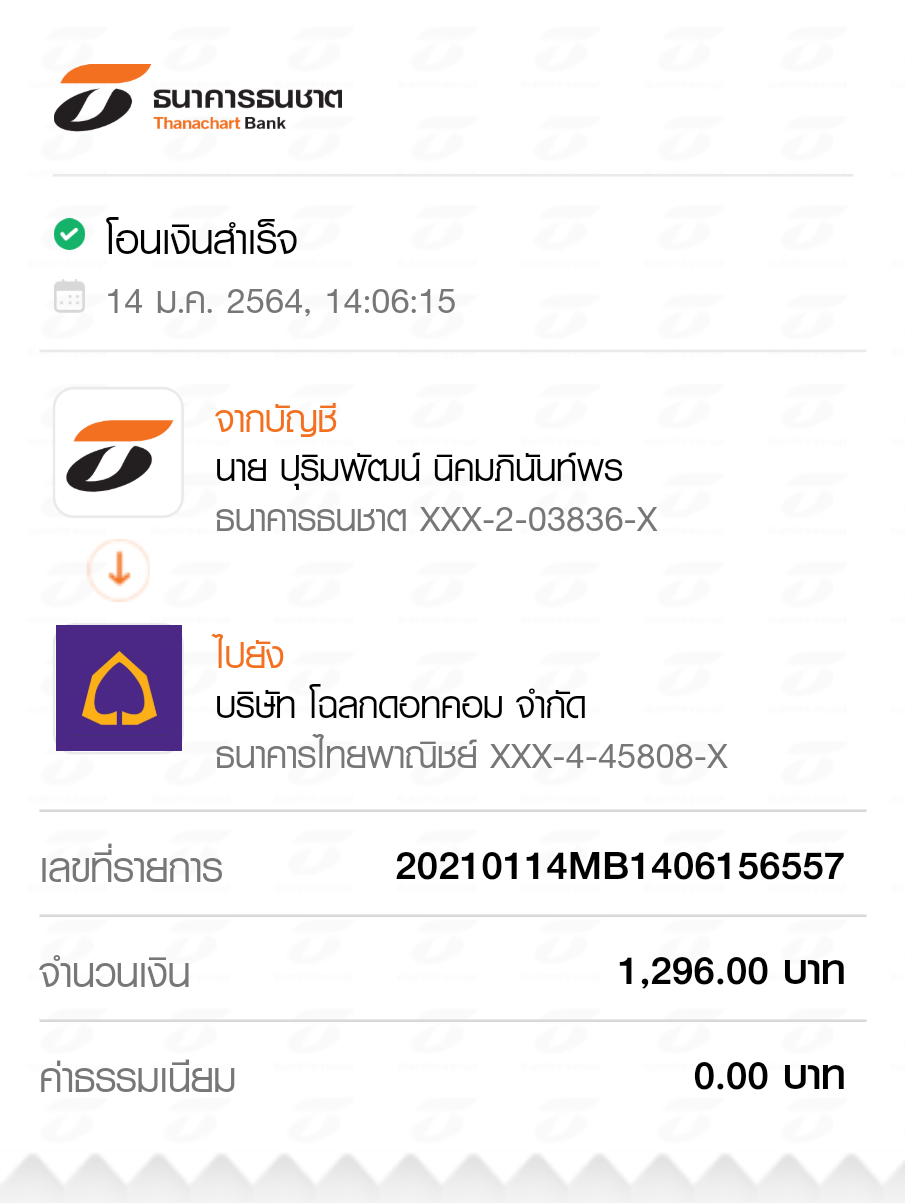 ธนาคารธนชาต
Thanachart Bank
โอนเงินสำเร็จ
14 ม.ค. 2564, 14:06:15
จากบัญชี
นาย ปุริมพัฒน์ นิคมภินันท์พร
ธนาคารธนชาต XXX-2-03836-X
ไปยัง
บริษัท โฉลกดอทคอม จำกัด
ธนาคารไทยพาณิชย์ XXX-4-45808-X
เลขที่รายการ 20210114MB1406156557
จำนวนเงิน 1,296.00 บาท
ค่าธรรมเนียม 0.00 บาท